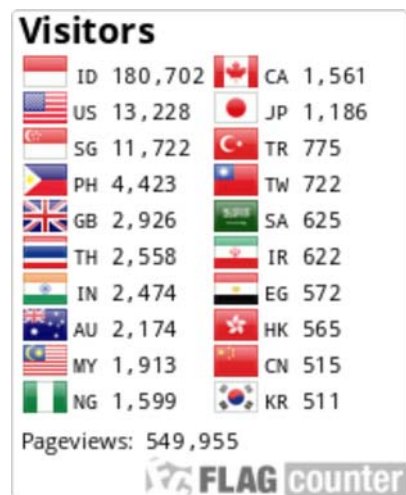 Visitors
ID 180,702 CA 1,561
US 13,228 JP 1,186
SG 11,722 TR 775
PH 4,423 TW 722
GB 2,926 SA 625
TH 2,558 IR 622
IN 2,474 EG 572
AU 2,174 HK 565
MY 1,913 CN 515
NG 1,599 KR 511
Pageviews: 549,955
FLAG counter